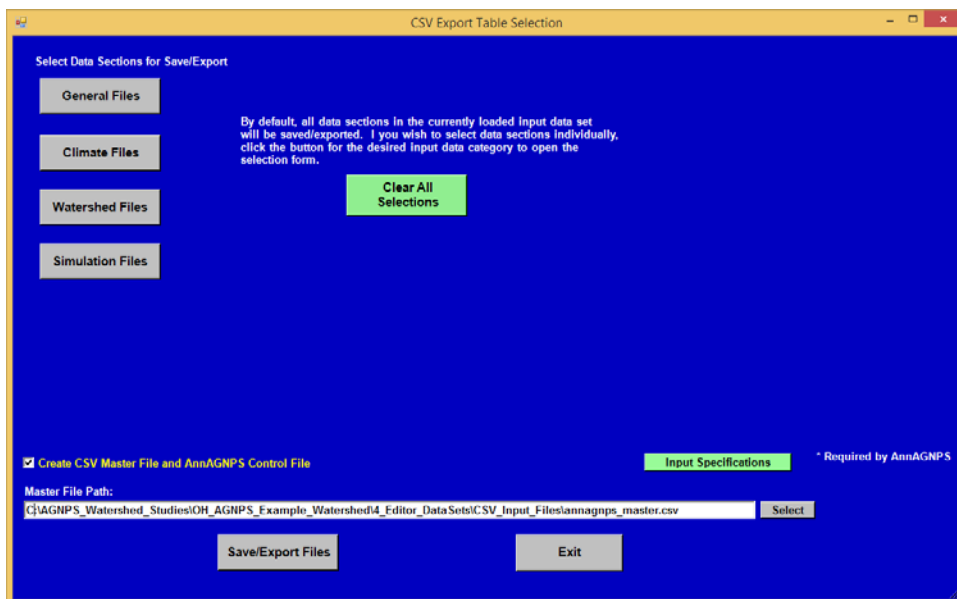 CSV Export Table Selection
Select Data Sections for Save/Export
General Files
By default, all data sections in the currently loaded input data set
will be saved/exported. I you wish to select data sections individually,
click the button for the desired input data category to open the
selection form.
Climate Files
Clear All
Selections
Watershed Files
Simulation Files
Create CSV Master File and AnnAGNPS Control File
Input Specifications
* Required by AnnAGNPS
Master File Path:
C:\AGNPS_Watershed_Studies\OH_AGNPS_Example_Watershed\4_Editor_DataSets\CSV_Input_Files\annagnps_master.csv
Select
Save/Export Files
Exit